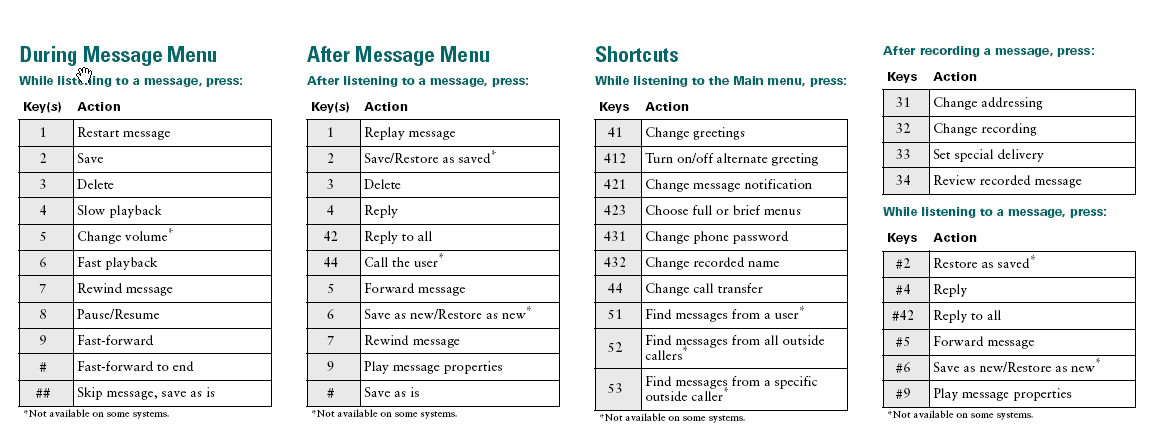 During Message Menu
While listening to a message, press:
Key(s) Action
1 Restart message
2 Save
3 Delete
4 Slow playback
5 Change volume*
6 Fast playback
7 Rewind message
8 Pause/Resume
9 Fast-forward
# Fast-forward to end
## Skip message, save as is
*Not available on some systems.
After Message Menu
After listening to a message, press:
Key(s) Action
1 Replay message
2 Save/Restore as saved*
3 Delete
4 Reply
42 Reply to all
44 Call the user*
5 Forward message
6 Save as new/Restore as new*
7 Rewind message
9 Play message properties
# Save as is
*Not available on some systems.
Shortcuts
While listening to the Main menu, press:
Keys Action
41 Change greetings
412 Turn on/off alternate greeting
421 Change message notification
423 Choose full or brief menus
431 Change phone password
432 Change recorded name
44 Change call transfer
51 Find messages from a user*
52 Find messages from all outside
callers*
53 Find messages from a specific
outside caller*
*Not available on some systems.
After recording a message, press:
Keys Action
31 Change addressing
32 Change recording
33 Set special delivery
34 Review recorded message
While listening to a message, press:
Keys Action
#2 Restore as saved*
#4 Reply
#42 Reply to all
#5 Forward message
#6 Save as new/Restore as new*
#9 Play message properties
*Not available on some systems.